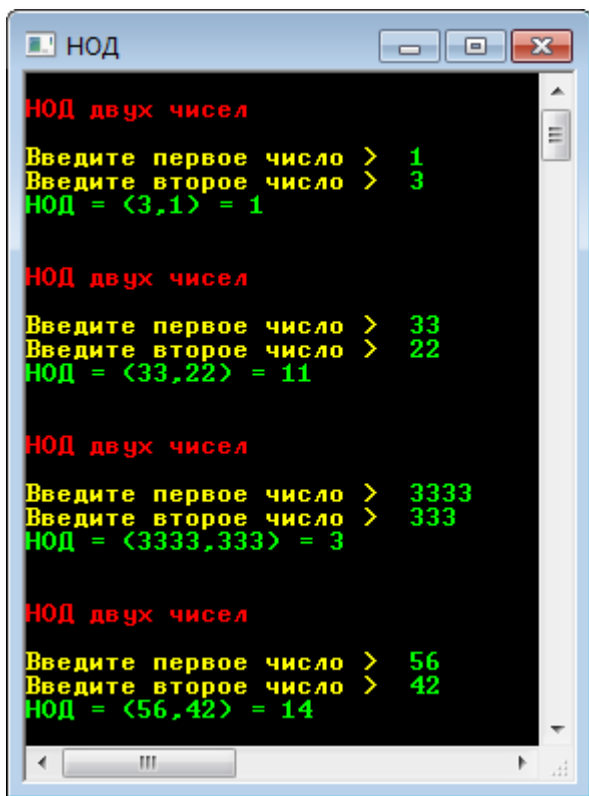 НОД
НОД двух чисел
Введите первое число > 1
Введите второе число > 3
НОД = (3,1) = 1
НОД двух чисел
Введите первое число > 33
Введите второе число > 22
НОД = (33,22) = 11
НОД двух чисел
Введите первое число > 3333
Введите второе число > 333
НОД = (3333,333) = 3
НОД двух чисел
Введите первое число > 56
Введите второе число > 42
НОД = (56,42) = 14